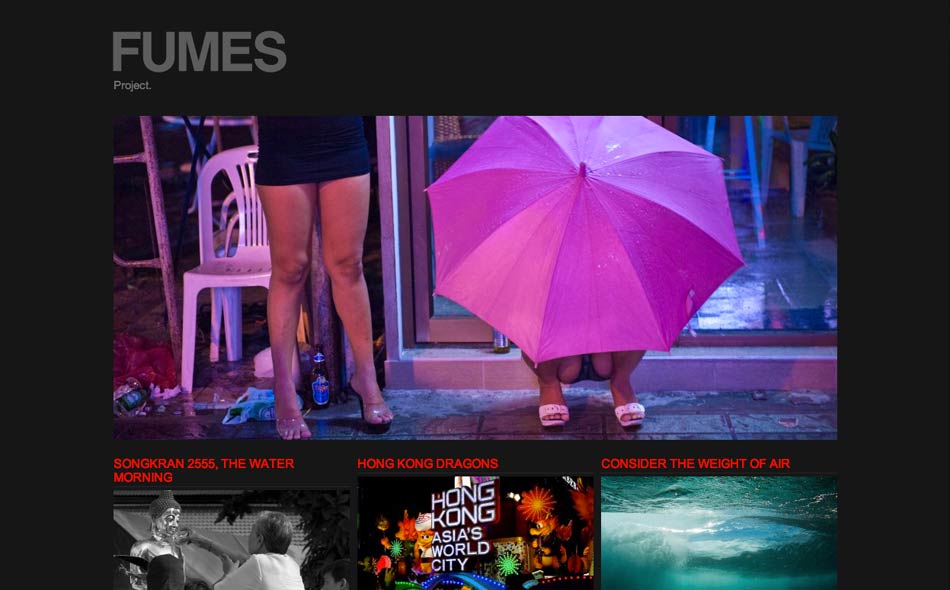 FUMES
Project.
SONGKRAN 2555, THE WATER
MORNING
HONG KONG DRAGONS
CONSIDER THE WEIGHT OF AIR
HONG
KONG
ASIA'S
WORLD
CITY